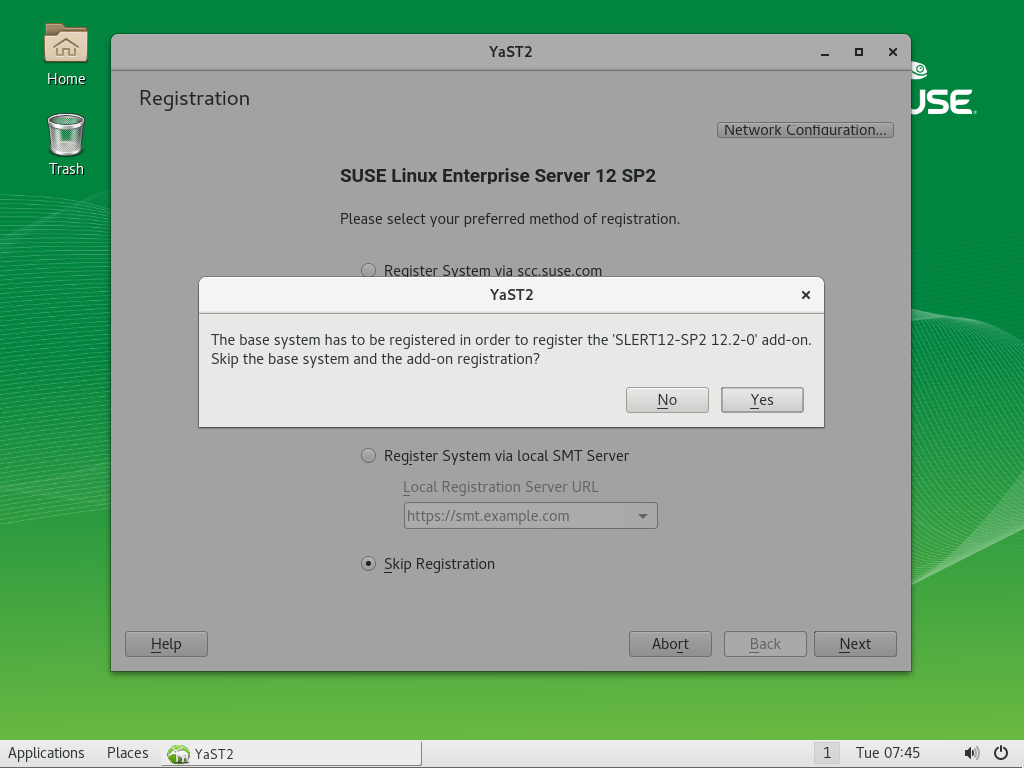 Home
Trash
YaST2
USE
Registration
Network Configuration...
SUSE Linux Enterprise Server 12 SP2
Please select your preferred method of registration.
Register System via scc.suse.com
YaST2
The base system has to be registered in order to register the 'SLERT12-SP2 12.2-0' add-on.
Skip the base system and the add-on registration?
No
Yes
Register System via local SMT Server
Local Registration Server URL
https://smt.example.com
Skip Registration
Help
Abort
Back
Next
Applications
Places
YaST2
1
Tue 07:45